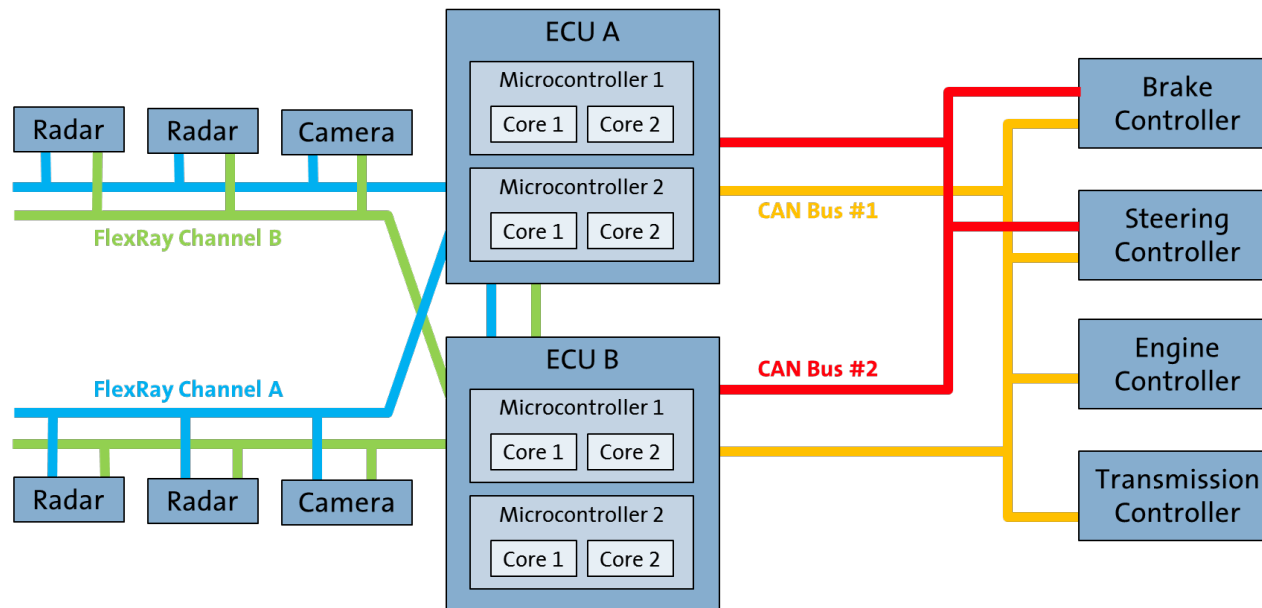 ECU A
Microcontroller 1
Core 1 Core 2
Microcontroller 2
Core 1 Core 2
Radar Radar Camera
FlexRay Channel B
FlexRay Channel A
Radar Radar Camera
ECU B
Microcontroller 1
Core 1 Core 2
Microcontroller 2
Core 1 Core 2
CAN Bus #1
CAN Bus #2
Brake
Controller
Steering
Controller
Engine
Controller
Transmission
Controller